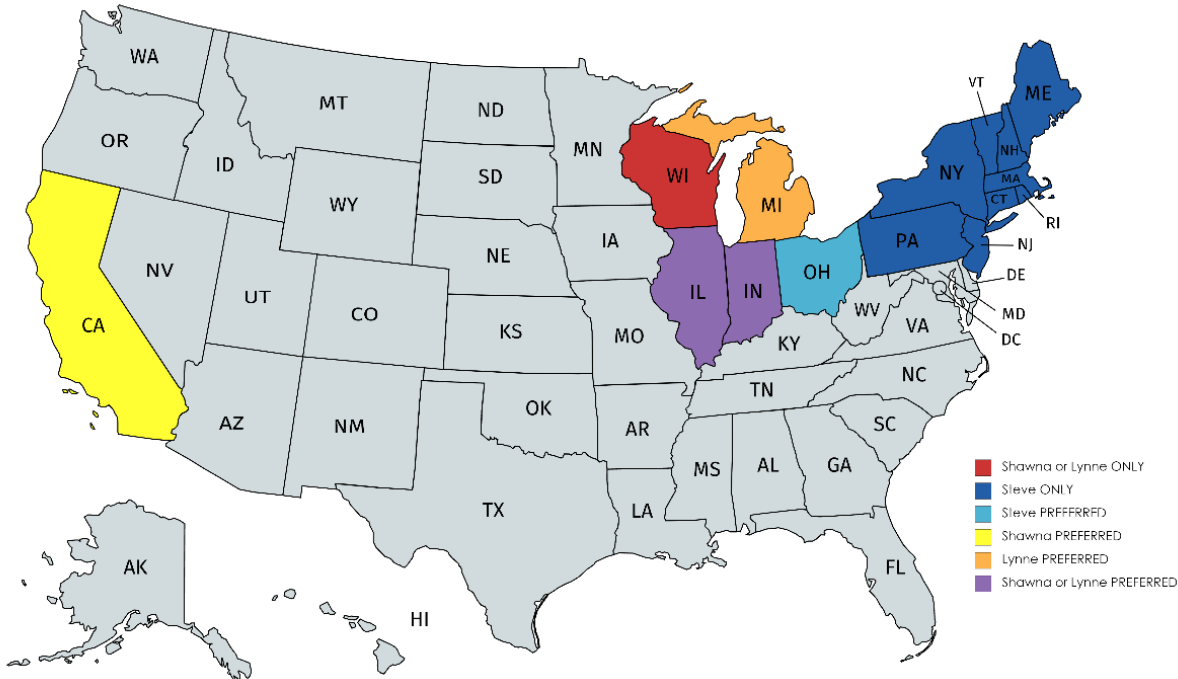 WA
MT
ND
MN
VT
ME
OR
ID
SD
WI
NY
NH
MA
WY
MI
CT
RI
IA
PA
NJ
NV
NE
OH
DE
UT
IL
IN
CA
CO
MD
WV
KS
MO
VA
DC
KY
NC
TN
AZ
OK
NM
AR
SC
MS
AL
GA
Shawna or Lynne ONLY
TX
LA
Steve ONLY
Steve PREFERRED
Shawna PREFERRED
Lynne PREFERRED
AK
FL
Shawna or Lynne PREFERRED
HI